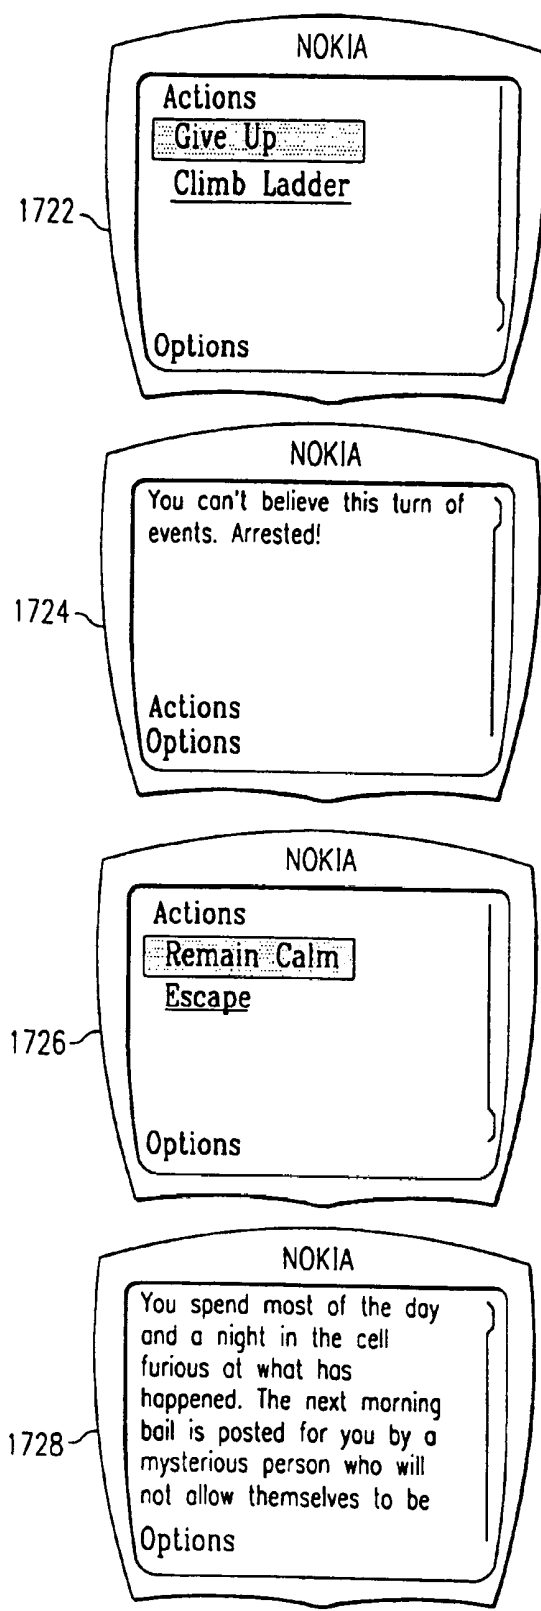 NOKIA
Actions
Give Up
Climb Ladder
1722
Options
NOKIA
You can't believe this turn of
events. Arrested!
1724
Actions
Options
NOKIA
Actions
Remain Calm
Escape
1726
Options
NOKIA
You spend most of the day
and a night in the cell
furious at what has
happened. The next morning
bail is posted for you by a
1728
mysterious person who will
not allow themselves to be
Options